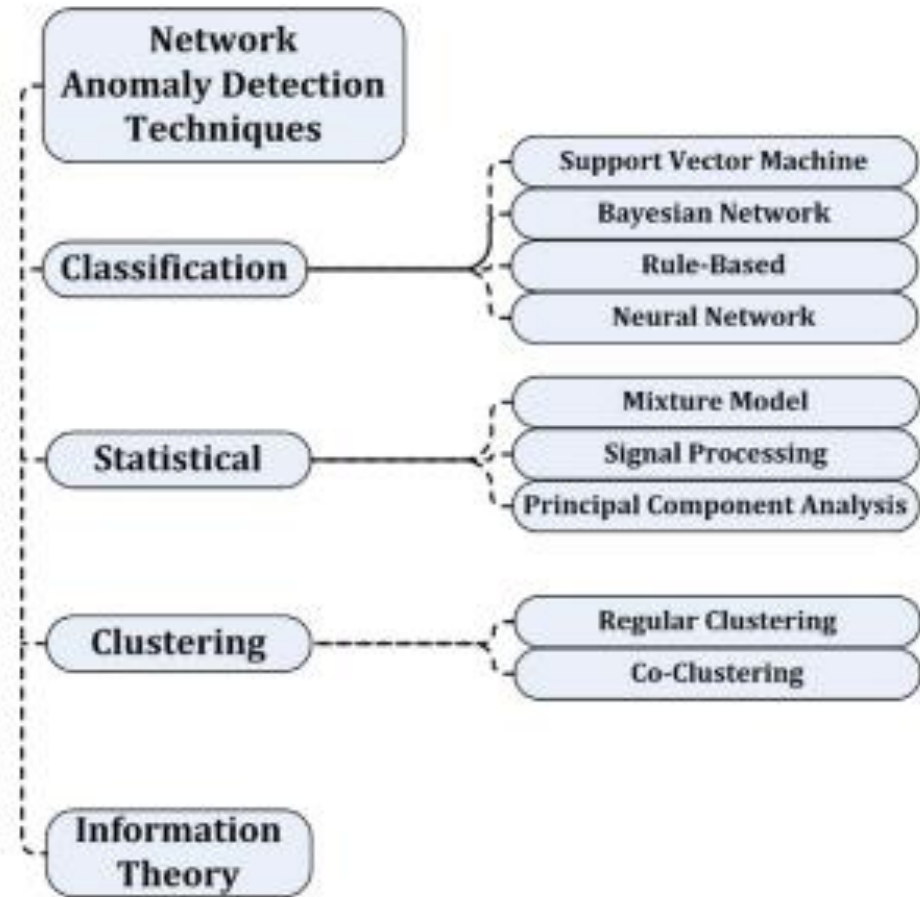 Network
Anomaly Detection
Techniques
Support Vector Machine
Bayesian Network
Classification
Rule-Based
Neural Network
Mixture Model
Statistical
Signal Processing
Principal Component Analysis
Regular Clustering
Clustering
Co-Clustering
Information
Theory